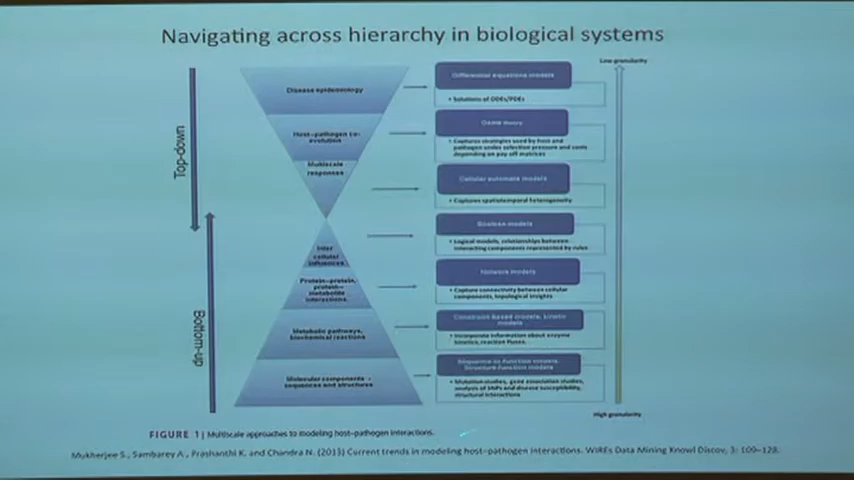 Navigating across hierarchy in biological systems
Low granularity
Top-down
Bottom-up
Disease epidemiology
Host-pathogen co-
evolution
Multiscale
responses
Inter
cellular
influences
Protein-protein,
protein-
metabolite
interactions.
Metabolic pathways,
biochemical reactions
Molecular components -
sequences and structures
Differential equations models
• Solutions of ODEs/PDEs
Game theory
• Captures strategies used by host and
pathogen under selection pressure and costs
depending on pay off matrices
Cellular automata models
• Captures spatiotemporal heterogeneity
Boolean models
• Logical models, relationships between
interacting components represented by rules
Network models
• Capture connectivity between cellular
components, topological insights
Constraint based models, kinetic
models
• Incorporate information about enzyme
kinetics, reaction fluxes.
Sequence-to-function models,
Structure-function models
• Mutation studies, gene association studies,
analysis of SNPs and disease susceptibility,
structural interactions
High granularity
FIGURE 1 | Multiscale approaches to modeling host-pathogen interactions.
Mukherjee S., Sambarey A., Prashanthi K. and Chandra N. (2013) Current trends in modeling host-pathogen interactions. WIREs Data Mining Knowl Discov, 3: 109-128.